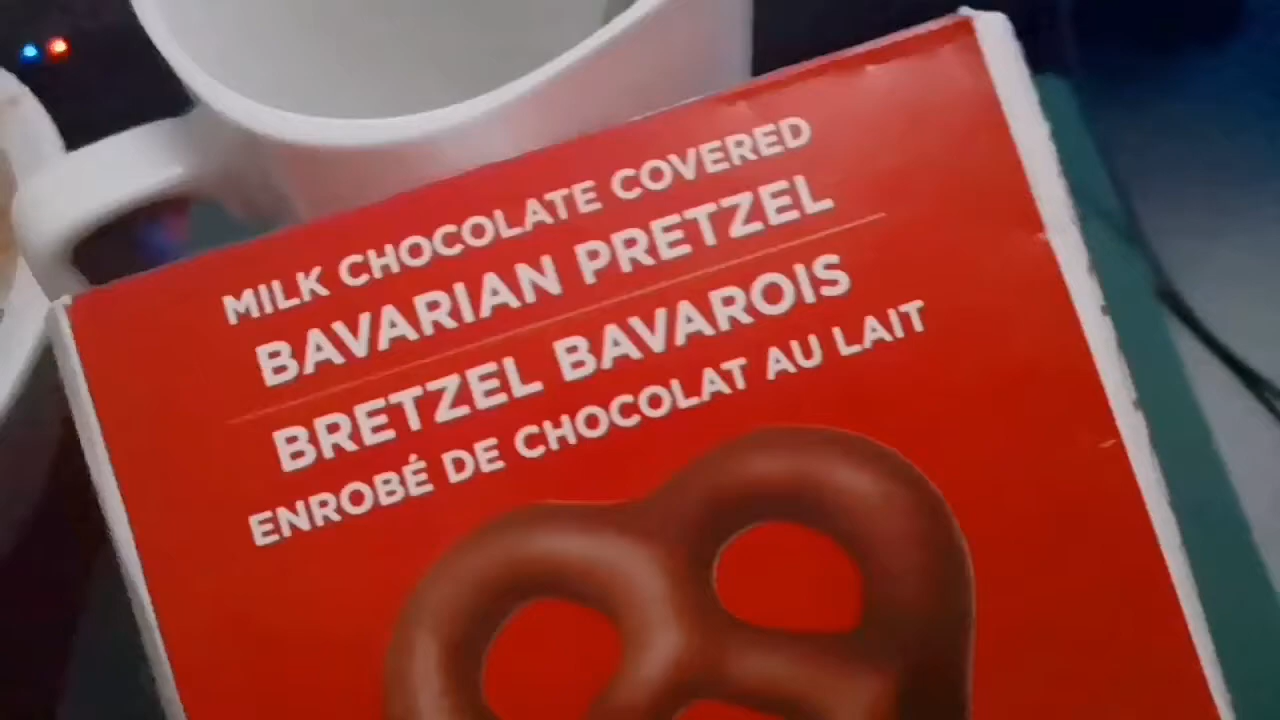 MILK CHOCOLATE COVERED
BAVARIAN PRETZEL
BRETZEL BAVAROIS
ENROBÉ DE CHOCOLAT AU LAIT